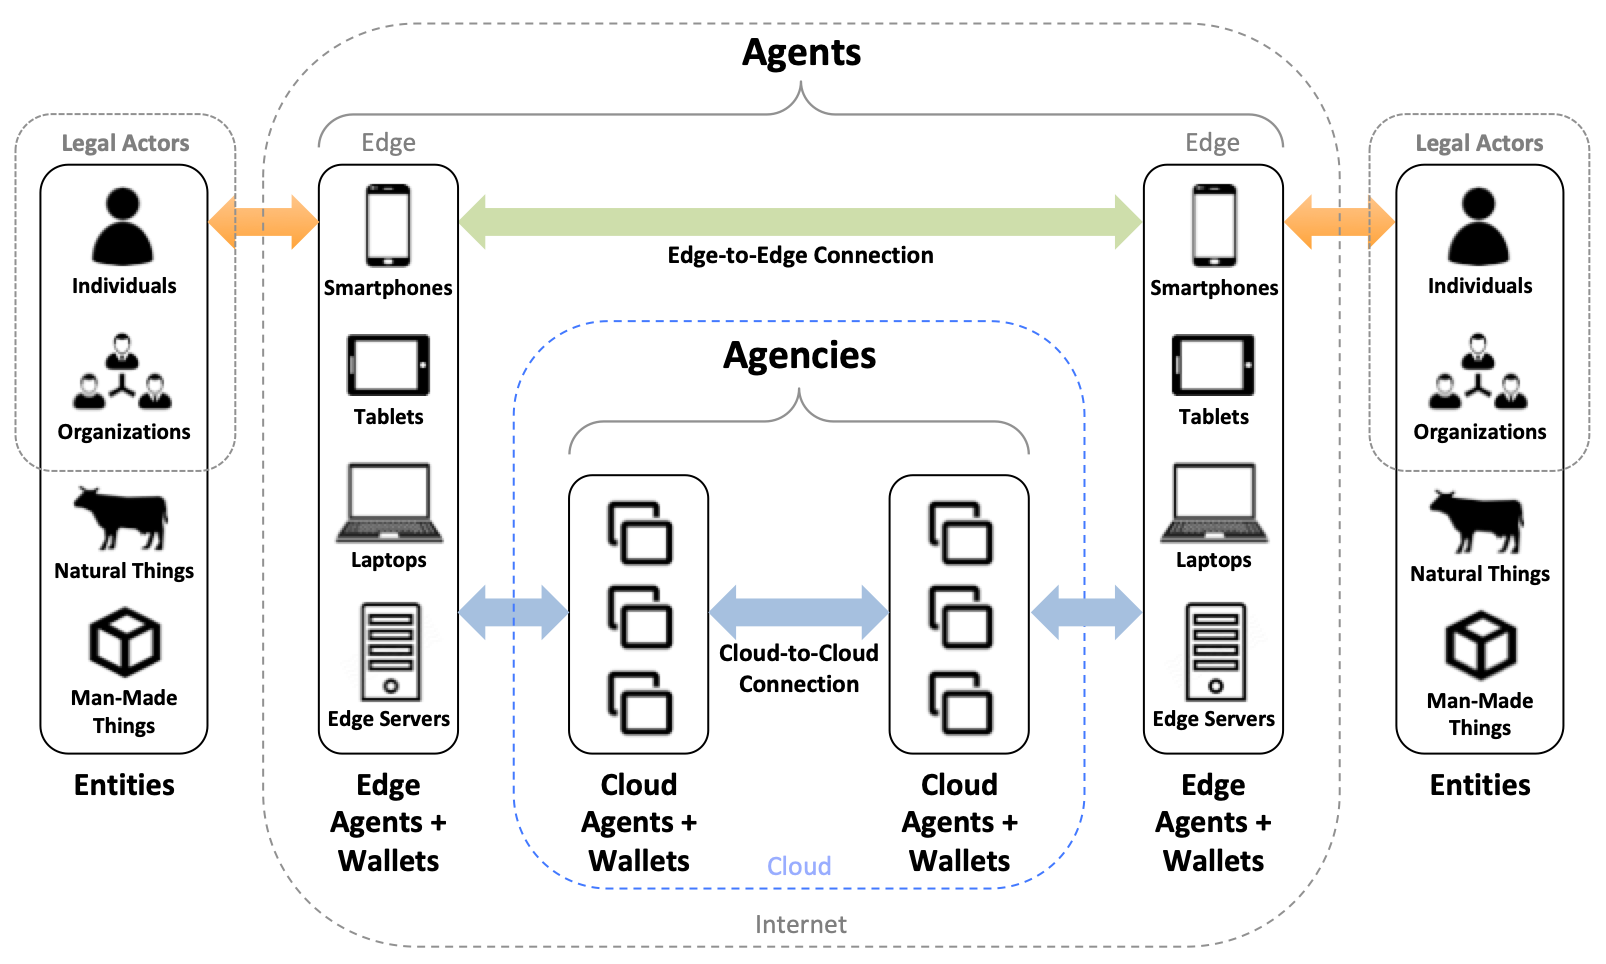 Agents
Legal Actors
Edge
Edge
Legal Actors
Individuals
Smartphones
Edge-to-Edge Connection
Smartphones
Individuals
Organizations
Tablets
Agencies
Tablets
Organizations
Natural Things
Laptops
Laptops
Natural Things
Man-Made
Things
Edge Servers
Cloud-to-Cloud
Connection
Edge Servers
Man-Made
Things
Entities
Edge
Agents +
Wallets
Cloud
Agents +
Wallets
Cloud
Agents +
Wallets
Edge
Agents +
Wallets
Entities
Cloud
Internet